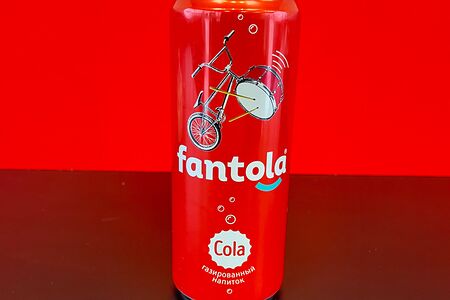 fantola
Cola
газированный
напиток